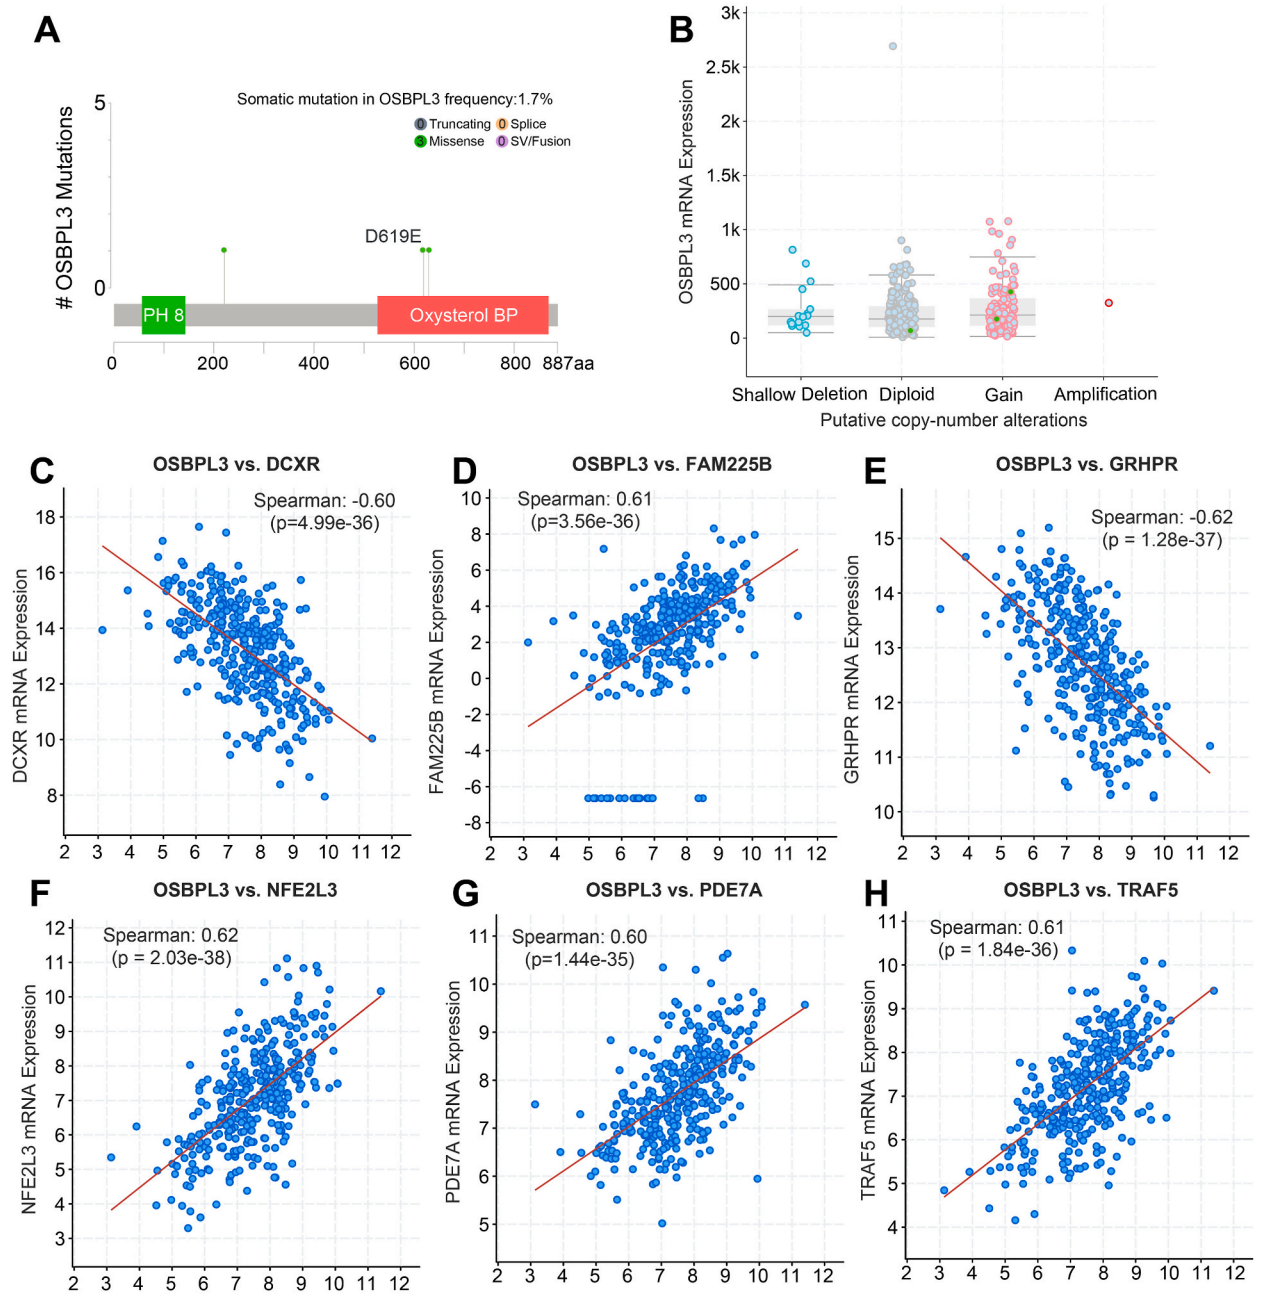 A
Somatic mutation in OSBPL3 frequency:1.7%
0 Truncating 0 Splice
3 Missense 0 SV/Fusion
# OSBPL3 Mutations
5
0
D619E
PH 8
Oxysterol BP
0 200 400 600 800 887aa
B
OSBPL3 mRNA Expression
3k
2.5k
2k
1.5k
1k
500
0
Shallow Deletion Diploid Gain Amplification
Putative copy-number alterations
C
OSBPL3 vs. DCXR
Spearman: -0.60
(p=4.99e-36)
DCXR mRNA Expression
18
16
14
12
10
8
2 3 4 5 6 7 8 9 10 11 12
D
OSBPL3 vs. FAM225B
Spearman: 0.61
(p=3.56e-36)
FAM225B mRNA Expression
10
8
6
4
2
0
-2
-4
-6
-8
2 3 4 5 6 7 8 9 10 11 12
E
OSBPL3 vs. GRHPR
Spearman: -0.62
(p = 1.28e-37)
GRHPR mRNA Expression
15
14
13
12
11
10
2 3 4 5 6 7 8 9 10 11 12
F
OSBPL3 vs. NFE2L3
Spearman: 0.62
(p = 2.03e-38)
NFE2L3 mRNA Expression
12
11
10
9
8
7
6
5
4
3
2 3 4 5 6 7 8 9 10 11 12
G
OSBPL3 vs. PDE7A
Spearman: 0.60
(p=1.44e-35)
PDE7A mRNA Expression
11
10
9
8
7
6
5
2 3 4 5 6 7 8 9 10 11 12
H
OSBPL3 vs. TRAF5
Spearman: 0.61
(p = 1.84e-36)
TRAF5 mRNA Expression
11
10
9
8
7
6
5
4
2 3 4 5 6 7 8 9 10 11 12